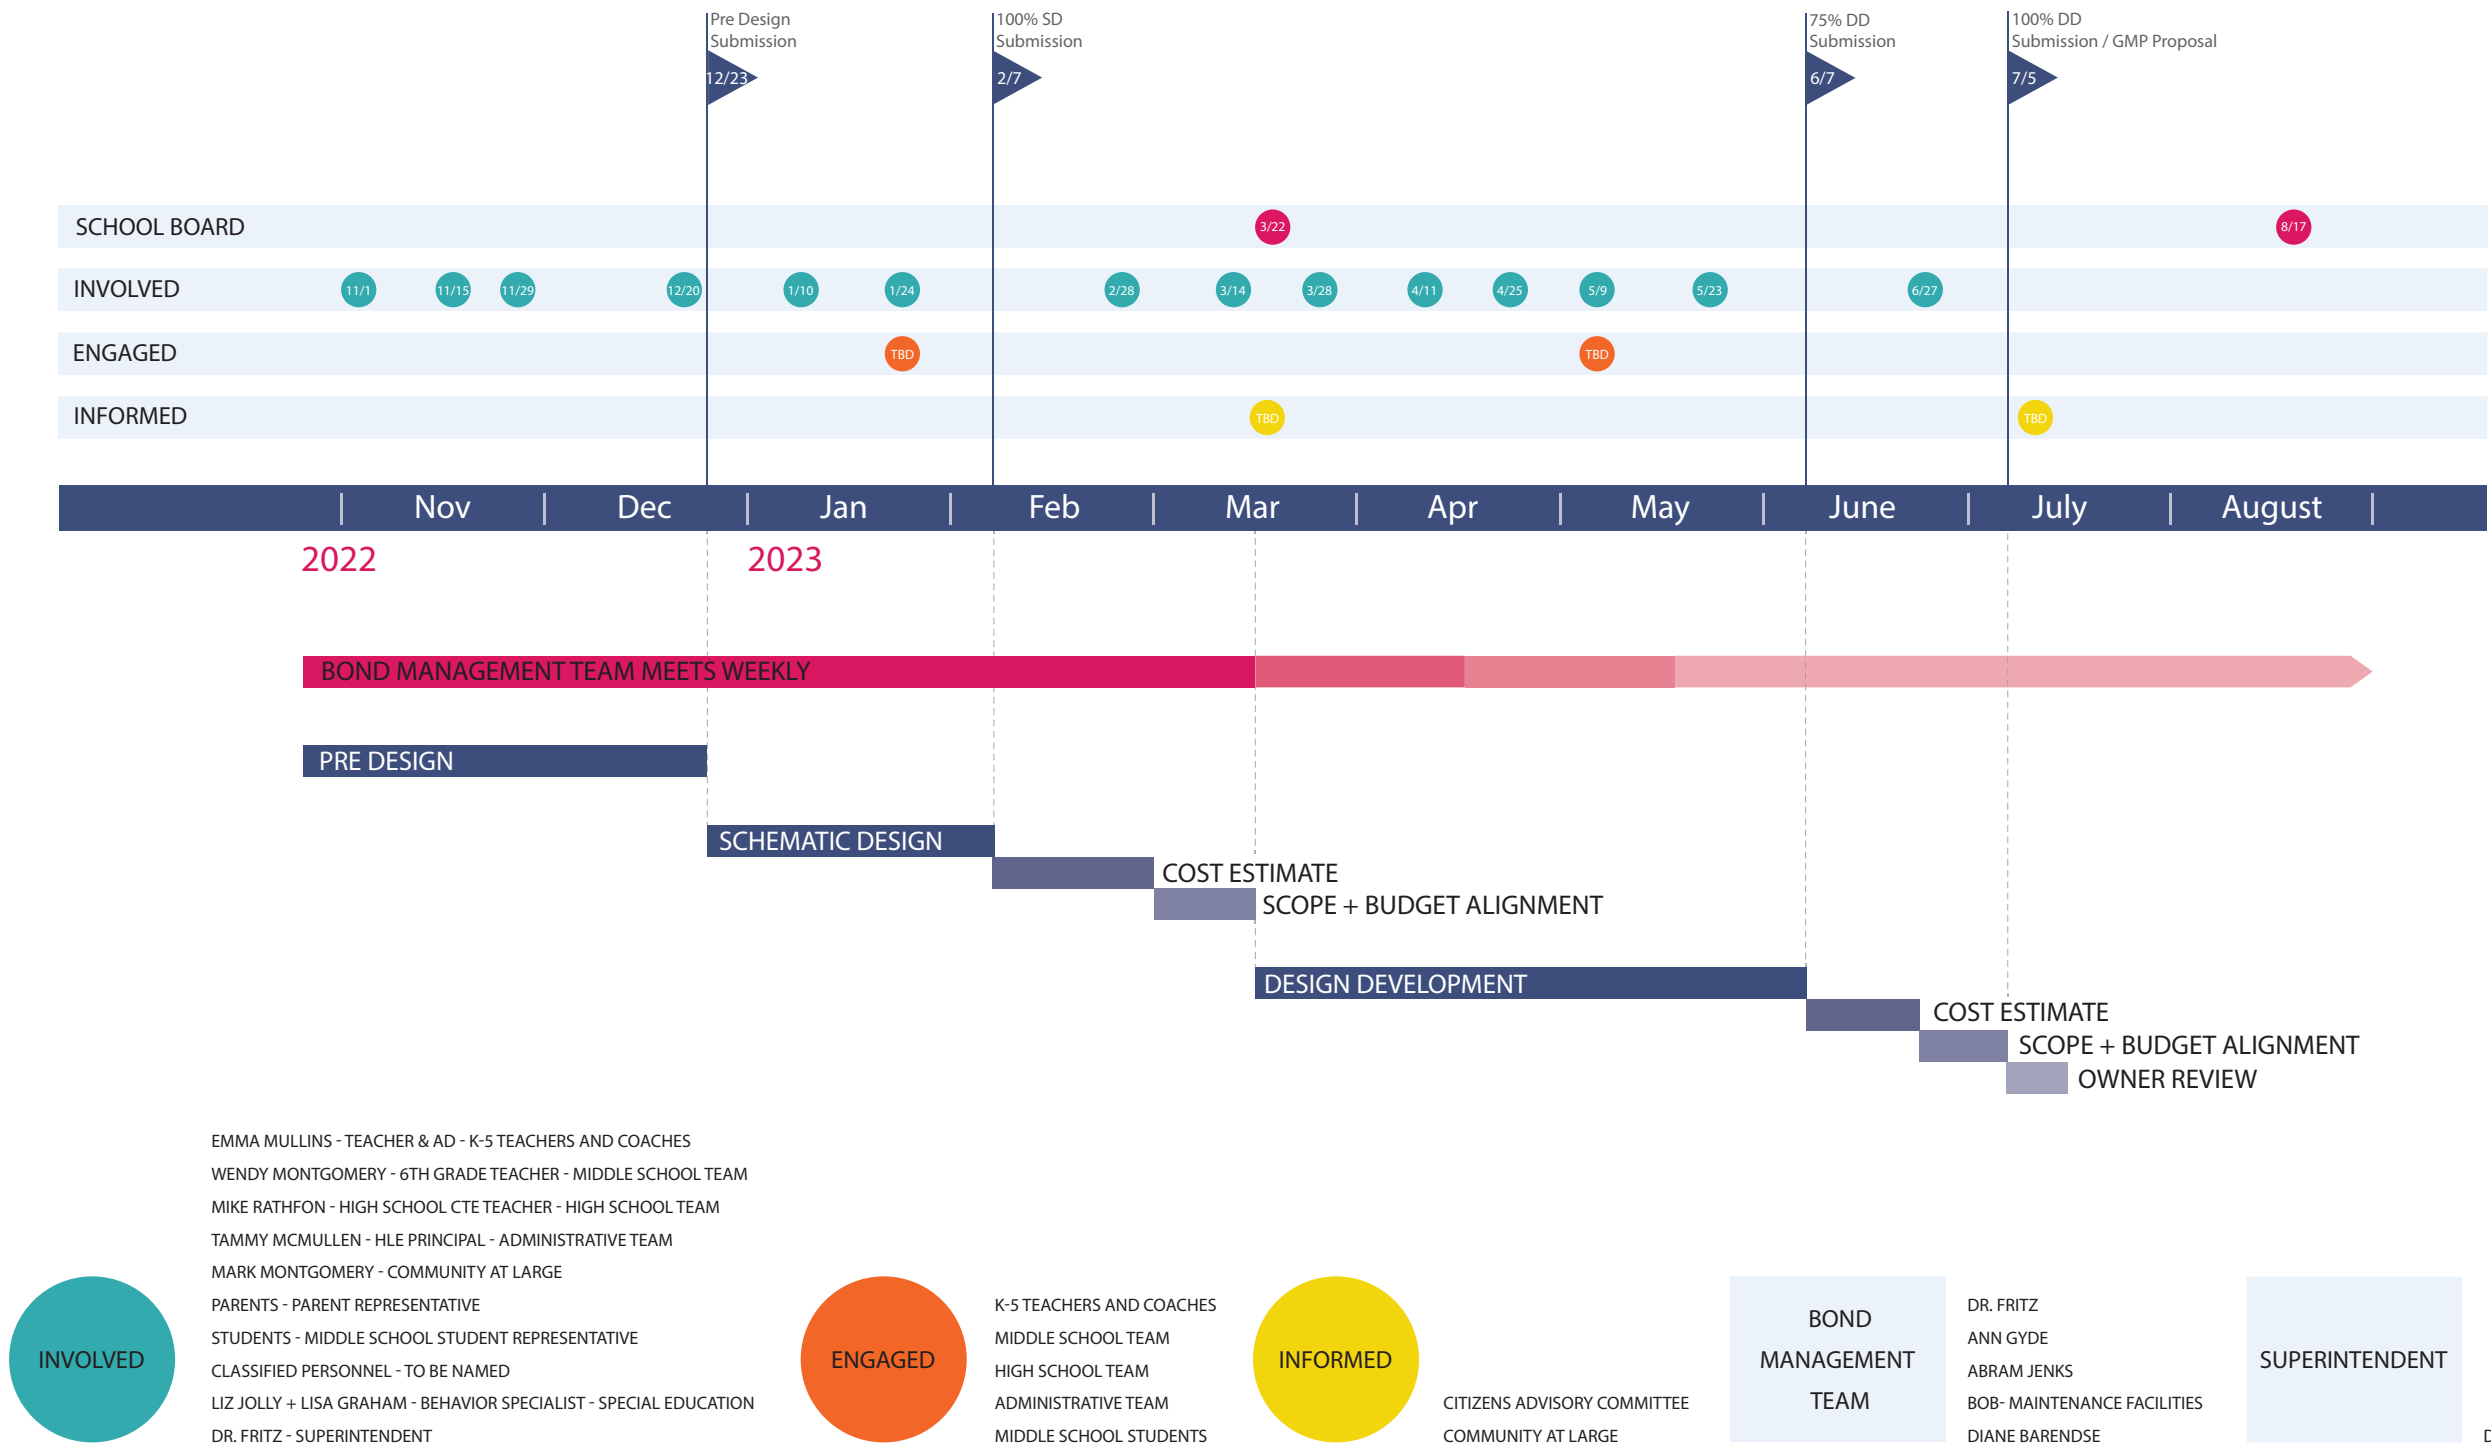 Pre Design
Submission
100% SD
Submission
75% DD
Submission
100% DD
Submission / GMP Proposal
12/23
2/7
6/7
7/5
SCHOOL BOARD
3/22
8/17
INVOLVED
11/1
11/15
11/29
12/20
1/10
1/24
2/28
3/14
3/28
4/11
4/25
5/9
5/23
6/27
ENGAGED
TBD
TBD
INFORMED
TBD
TBD
Nov
Dec
Jan
Feb
Mar
Apr
May
June
July
August
2022
2023
BOND MANAGEMENT TEAM MEETS WEEKLY
PRE DESIGN
SCHEMATIC DESIGN
COST ESTIMATE
SCOPE + BUDGET ALIGNMENT
DESIGN DEVELOPMENT
COST ESTIMATE
SCOPE + BUDGET ALIGNMENT
OWNER REVIEW
INVOLVED
EMMA MULLINS - TEACHER & AD - K-5 TEACHERS AND COACHES
WENDY MONTGOMERY - 6TH GRADE TEACHER - MIDDLE SCHOOL TEAM
MIKE RATHFON - HIGH SCHOOL CTE TEACHER - HIGH SCHOOL TEAM
TAMMY MCMULLEN - HLE PRINCIPAL - ADMINISTRATIVE TEAM
MARK MONTGOMERY - COMMUNITY AT LARGE
PARENTS - PARENT REPRESENTATIVE
STUDENTS - MIDDLE SCHOOL STUDENT REPRESENTATIVE
CLASSIFIED PERSONNEL - TO BE NAMED
LIZ JOLLY + LISA GRAHAM - BEHAVIOR SPECIALIST - SPECIAL EDUCATION
DR. FRITZ - SUPERINTENDENT
ENGAGED
K-5 TEACHERS AND COACHES
MIDDLE SCHOOL TEAM
HIGH SCHOOL TEAM
ADMINISTRATIVE TEAM
MIDDLE SCHOOL STUDENTS
INFORMED
CITIZENS ADVISORY COMMITTEE
COMMUNITY AT LARGE
BOND
MANAGEMENT
TEAM
DR. FRITZ
ANN GYDE
ABRAM JENKS
BOB- MAINTENANCE FACILITIES
DIANE BARENDSE
SUPERINTENDENT